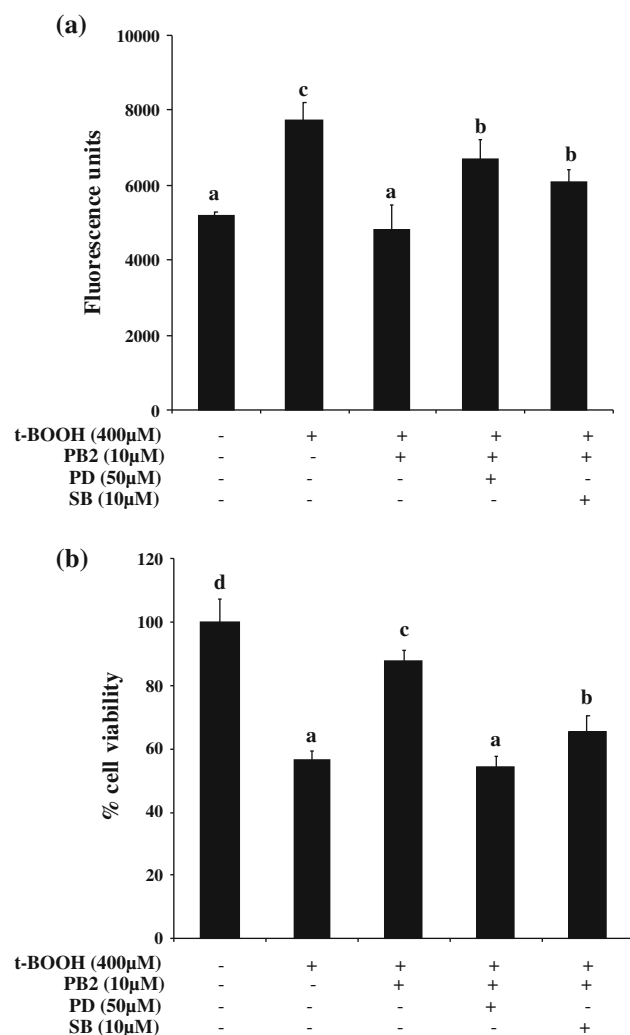 (a)
10000
8000
6000
4000
2000
0
Fluorescence units
a
c
a
b
b
t-BOOH (400µM) - + + + +
PB2 (10µM) - - + + +
PD (50µM) - - - + -
SB (10µM) - - - - +
(b)
120
100
80
60
40
20
0
% cell viability
d
a
c
a
b
t-BOOH (400µM) - + + + +
PB2 (10µM) - - + + +
PD (50µM) - - - + -
SB (10µM) - - - - +